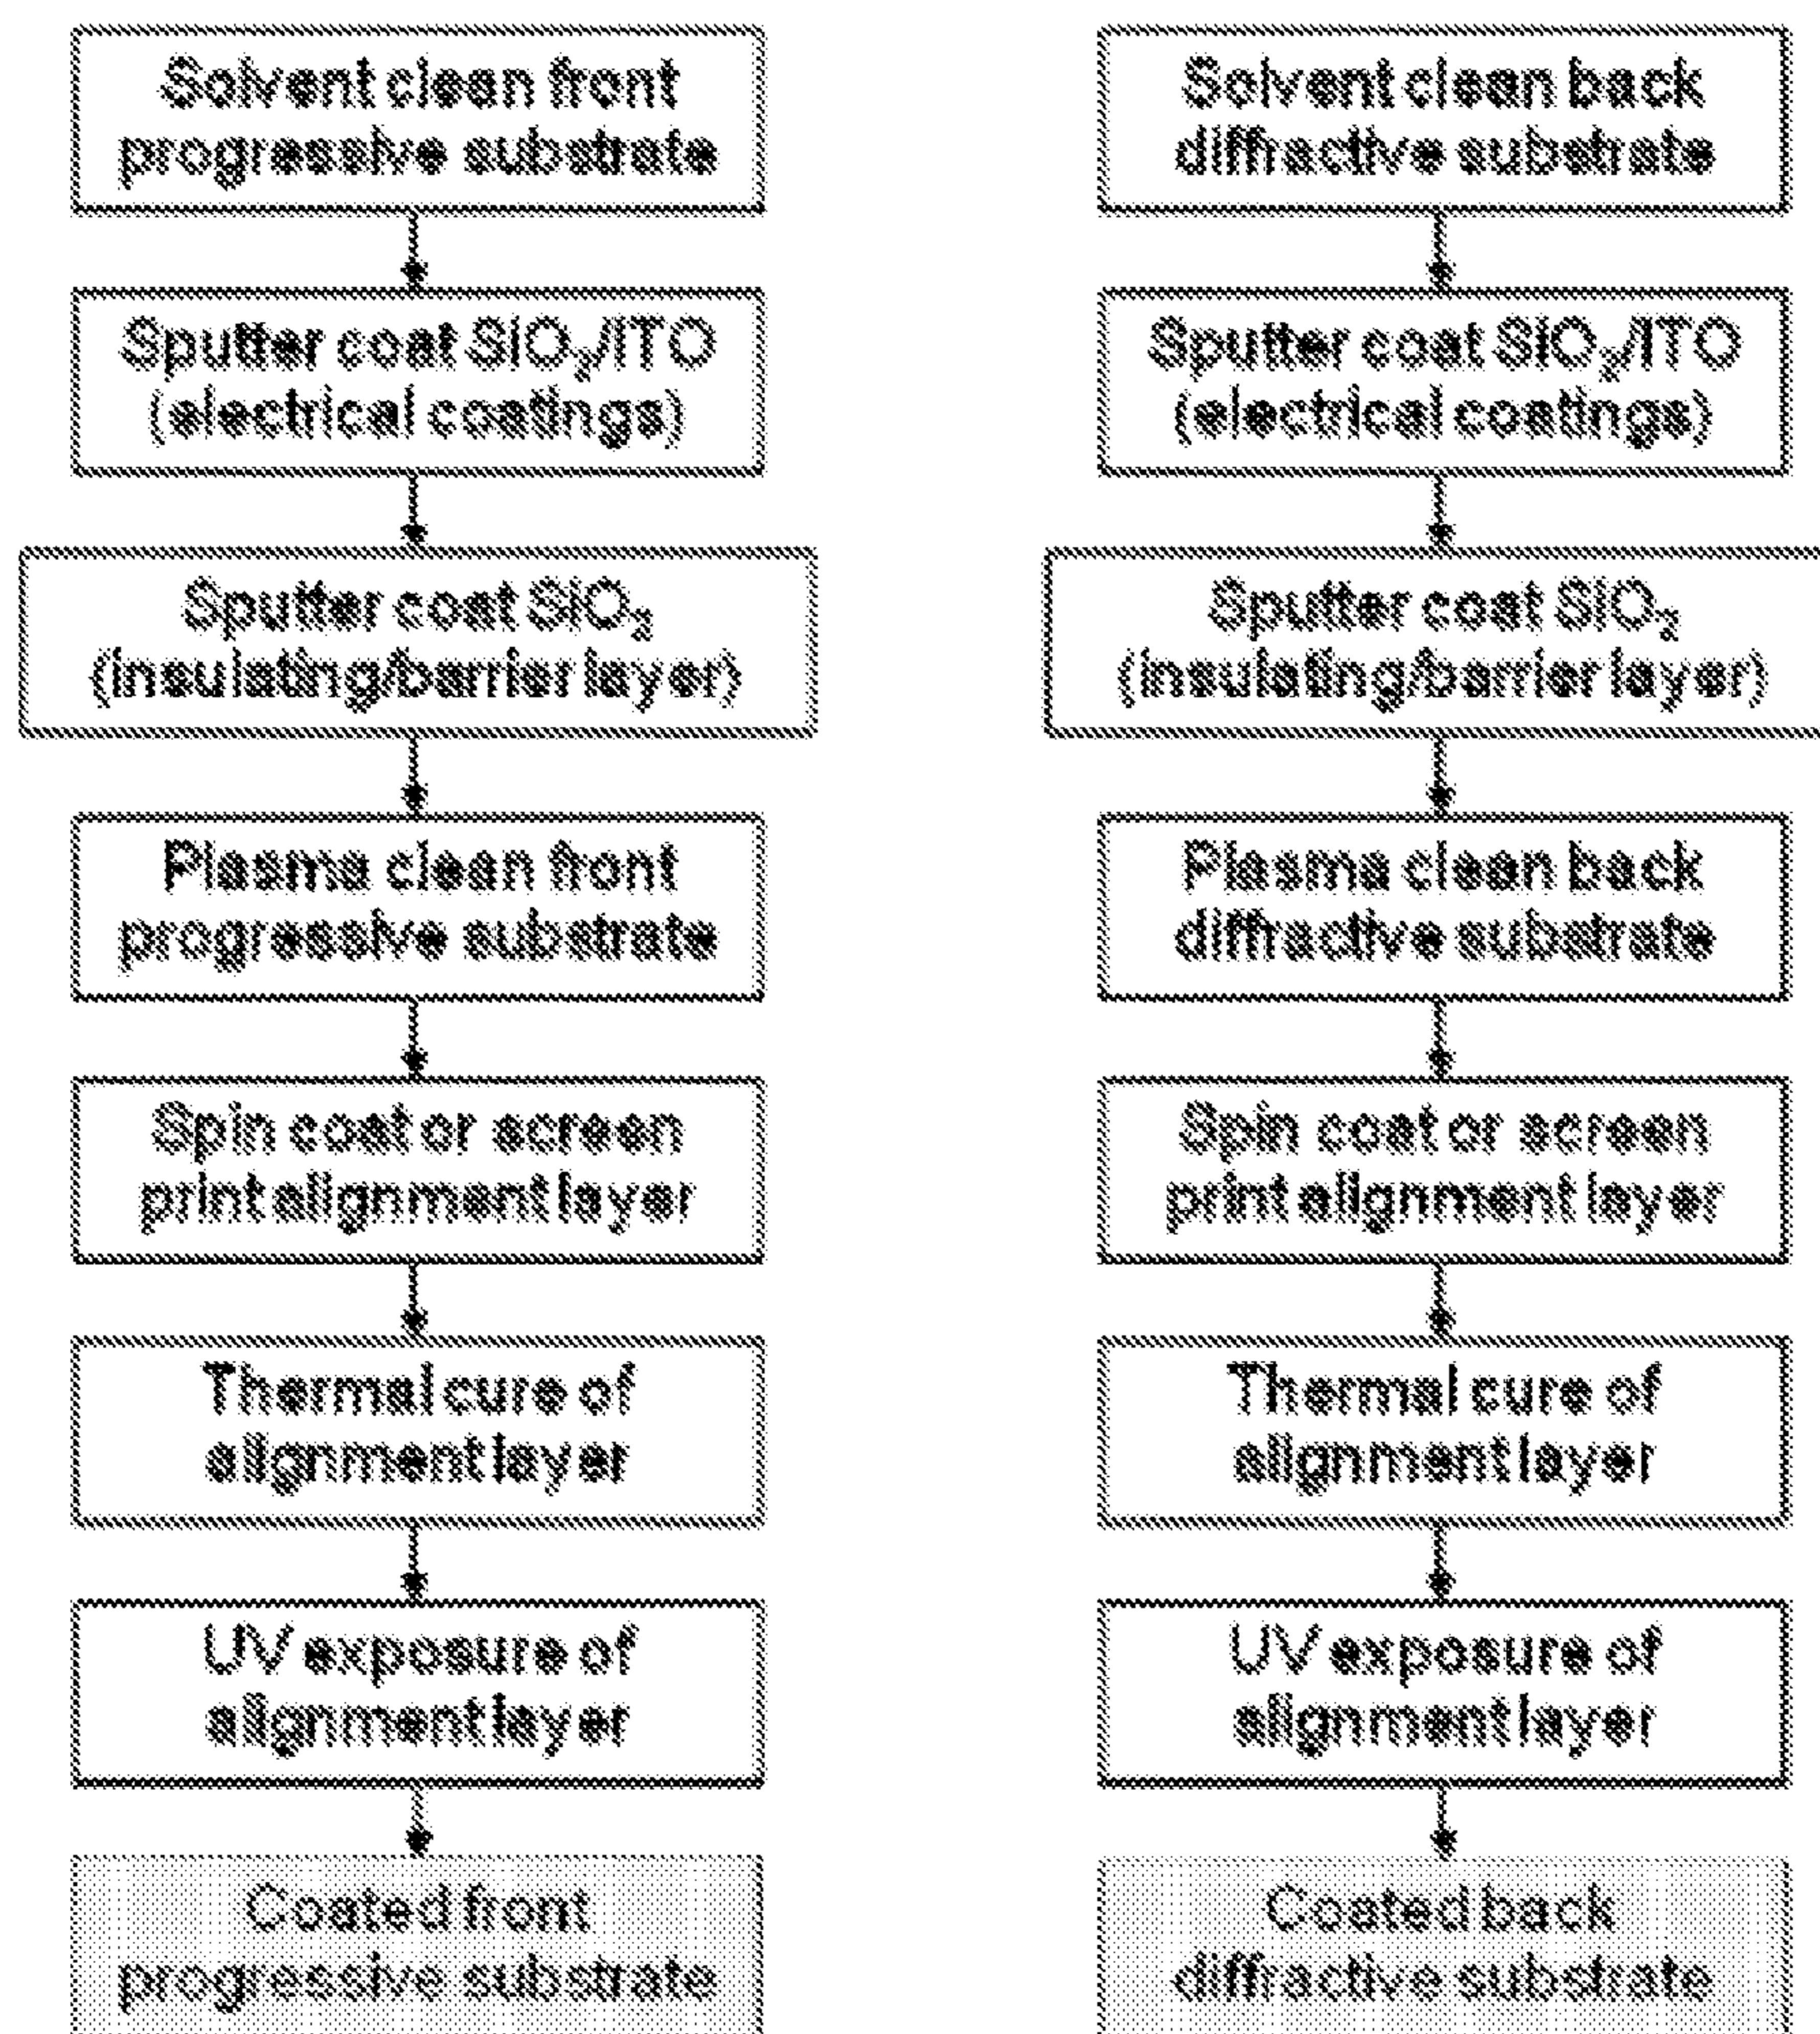 Solvent clean front
progressive substrate
Sputter coat SiO₂/ITO
(electrical coatings)
Sputter coat SiO₂
(insulating/barrier layer)
Plasma clean front
progressive substrate
Spin coat or screen
print alignment layer
Thermal cure of
alignment layer
UV exposure of
alignment layer
Coated front
progressive substrate
Solvent clean back
diffractive substrate
Sputter coat SiO₂/ITO
(electrical coatings)
Sputter coat SiO₂
(insulating/barrier layer)
Plasma clean back
diffractive substrate
Spin coat or screen
print alignment layer
Thermal cure of
alignment layer
UV exposure of
alignment layer
Coated back
diffractive substrate